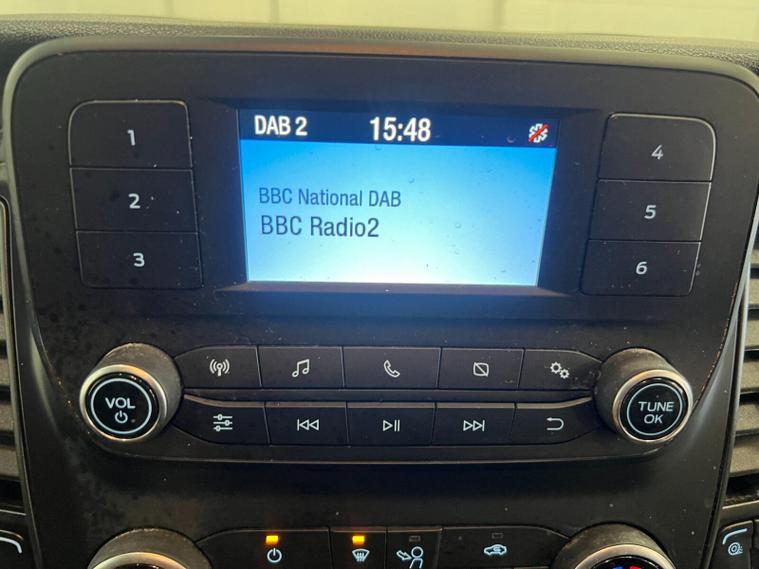 DAB 2 15:48
BBC National DAB
BBC Radio2
1
2
3
4
5
6
VOL
TUNE
OK